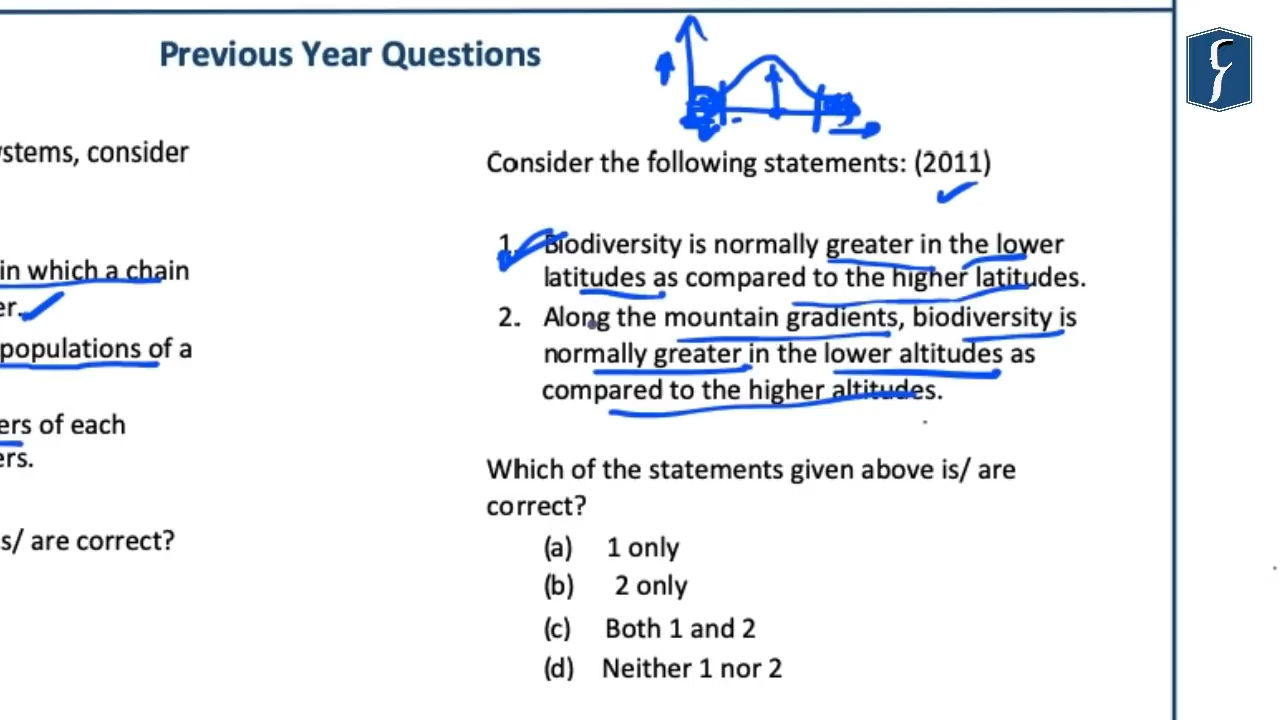 Previous Year Questions
ystems, consider
in which a chain
er.
populations of a
ers of each
ers.
s/ are correct?
Consider the following statements: (2011)
1. Biodiversity is normally greater in the lower
latitudes as compared to the higher latitudes.
2. Along the mountain gradients, biodiversity is
normally greater in the lower altitudes as
compared to the higher altitudes.
Which of the statements given above is/ are
correct?
(a) 1 only
(b) 2 only
(c) Both 1 and 2
(d) Neither 1 nor 2